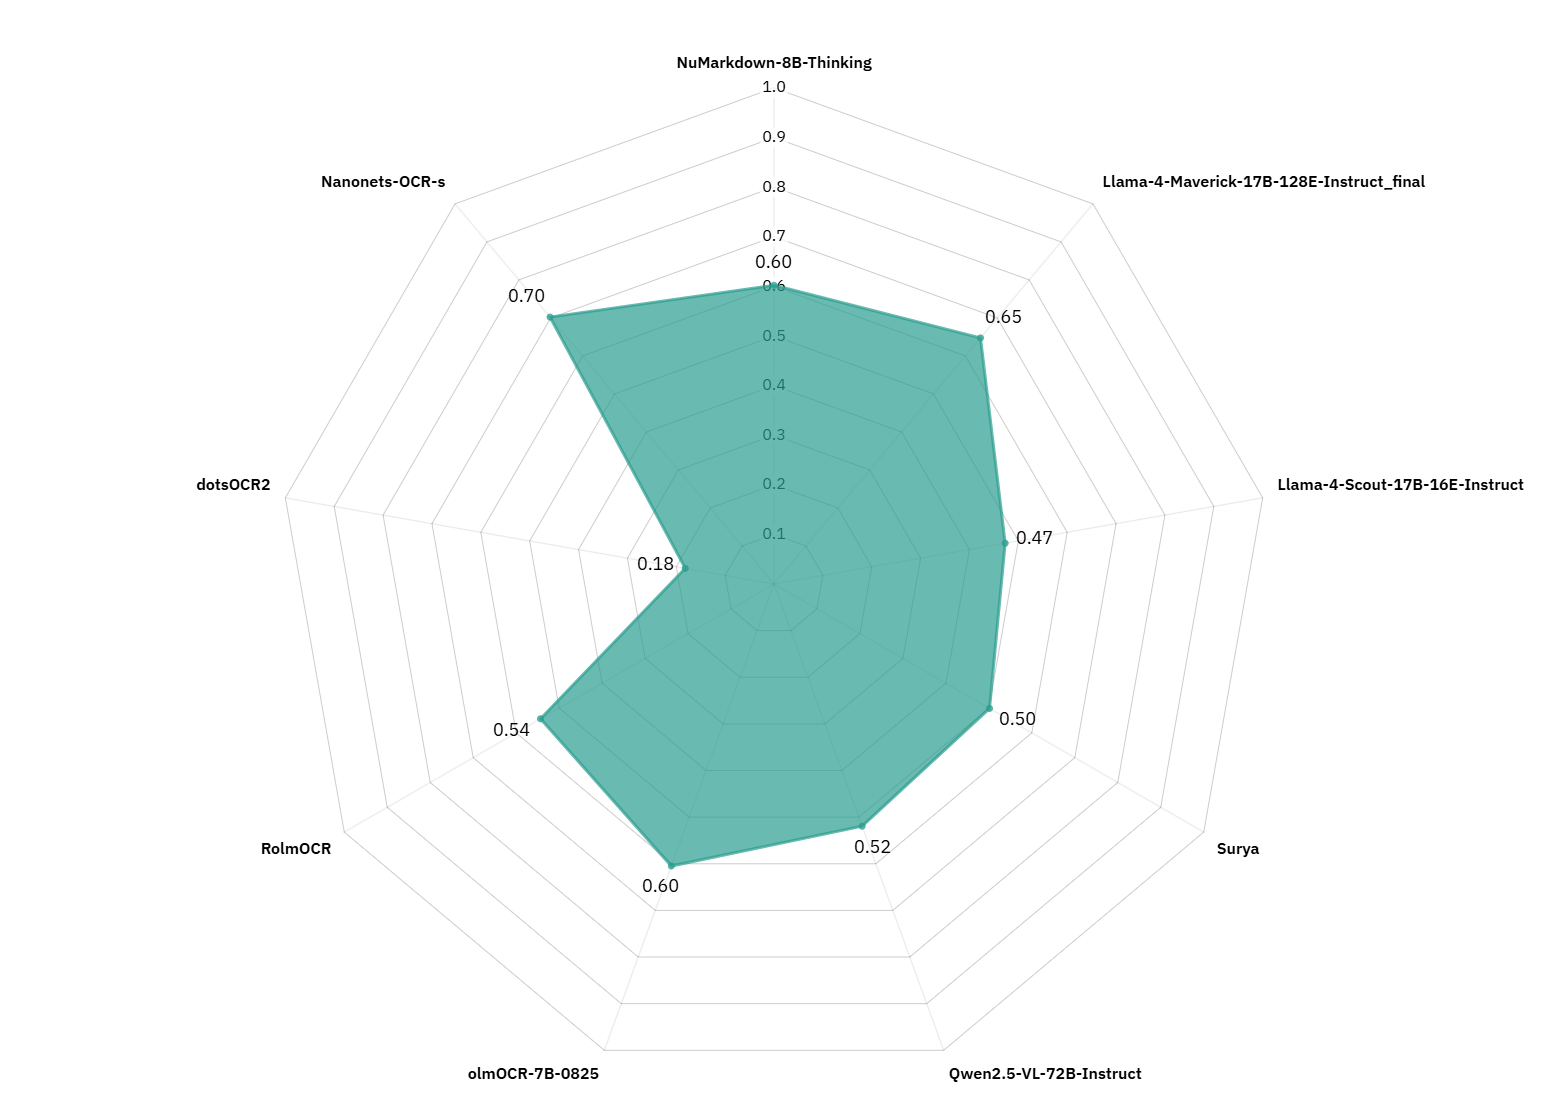 NuMarkdown-8B-Thinking
1.0
0.9
Nanonets-OCR-s
Llama-4-Maverick-17B-128E-Instruct_final
0.8
0.7
0.60
0.6
0.70
0.65
0.5
0.4
0.3
dotsOCR2
0.2
Llama-4-Scout-17B-16E-Instruct
0.1
0.47
0.18
0.50
0.54
0.52
RolmOCR
Surya
0.60
olmOCR-7B-0825
Qwen2.5-VL-72B-Instruct